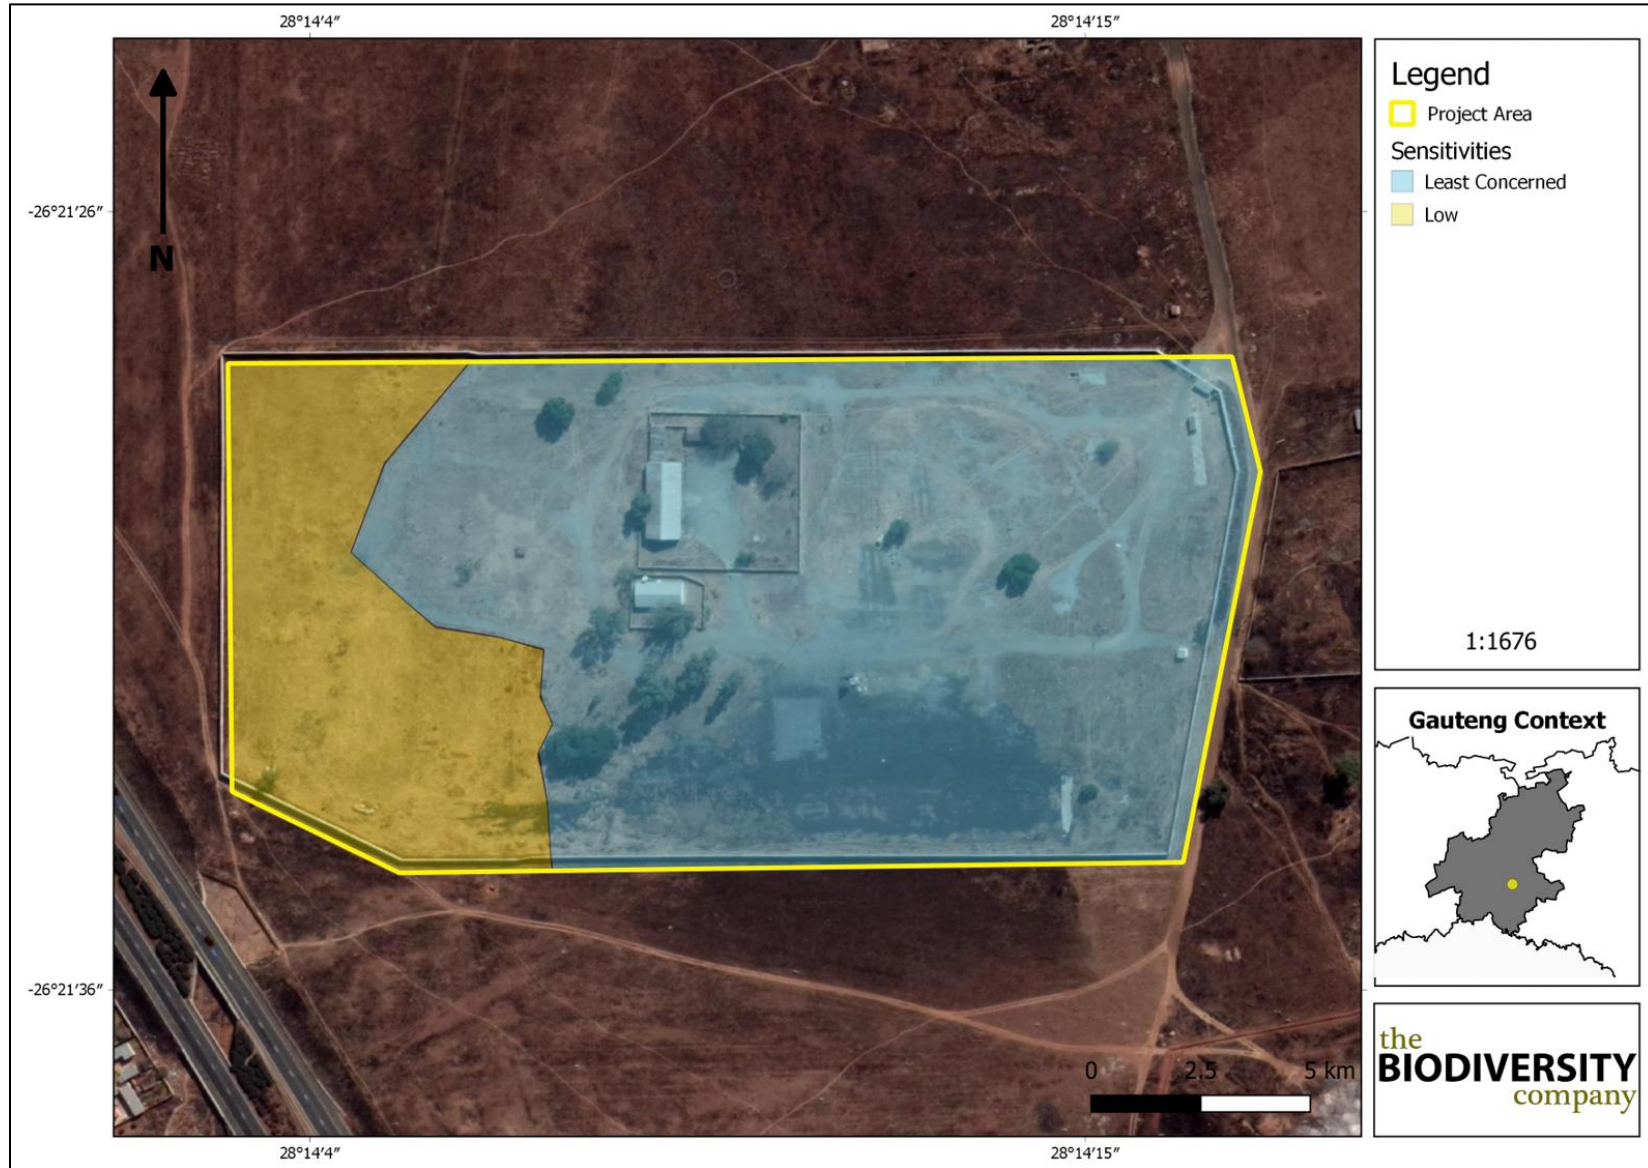 28°14′4″
28°14′15″
-26°21′26″
N
-26°21′36″
0 2.5 5 km
28°14′4″
28°14′15″
Legend
Project Area
Sensitivities
Least Concerned
Low
1:1676
Gauteng Context
the
BIODIVERSITY
company